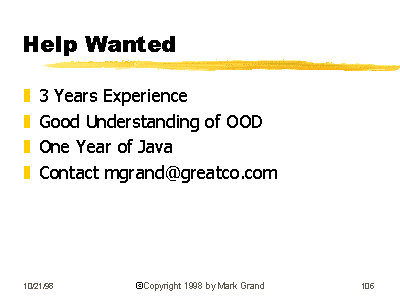 Help Wanted
3 Years Experience
Good Understanding of OOD
One Year of Java
Contact mgrand@greatco.com
10/21/98 ©Copyright 1998 by Mark Grand 106